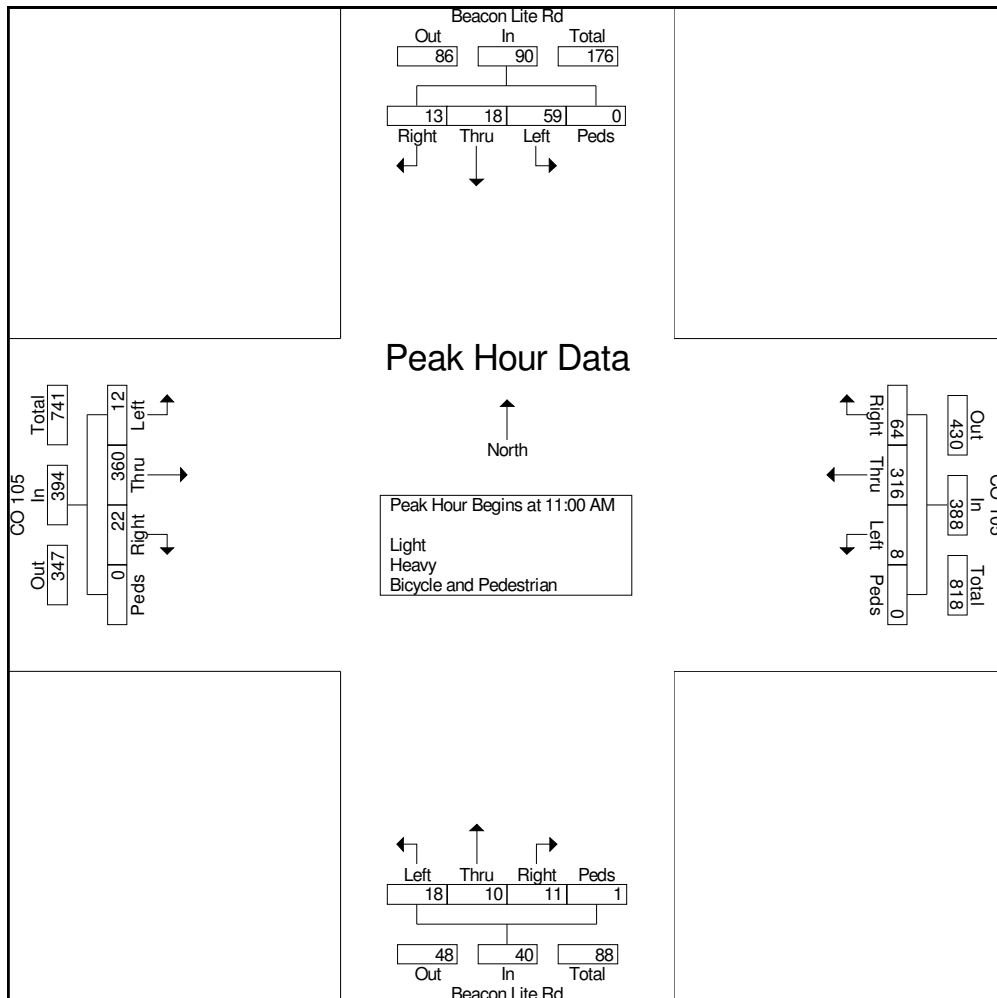 Beacon Lite Rd
Out In Total
86 90 176
13 18 59 0
Right Thru Left Peds
Peak Hour Data
North
Peak Hour Begins at 11:00 AM
Light
Heavy
Bicycle and Pedestrian
CO 105
Out In Total
347 394 741
Peds Right Thru Left
0 22 360 12
CO 105
Out In Total
430 388 818
Right Thru Left Peds
64 316 8 0
Left Thru Right Peds
18 10 11 1
48 40 88
Out In Total
Beacon Lite Rd